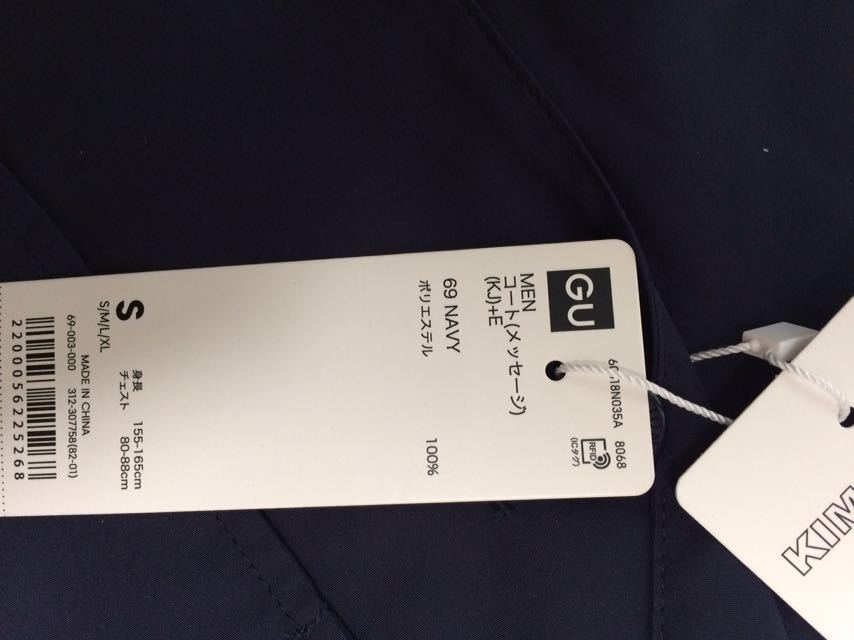 GU
MEN
コート(メッセージ)
(KJ)+E
69 NAVY
ポリエステル 100%
8068
RFID
(ICタグ)
S
S/M/L/XL
身長 155-165cm
チェスト 80-88cm
MADE IN CHINA
69-003-000 312-307758(82-01)
2200056225268